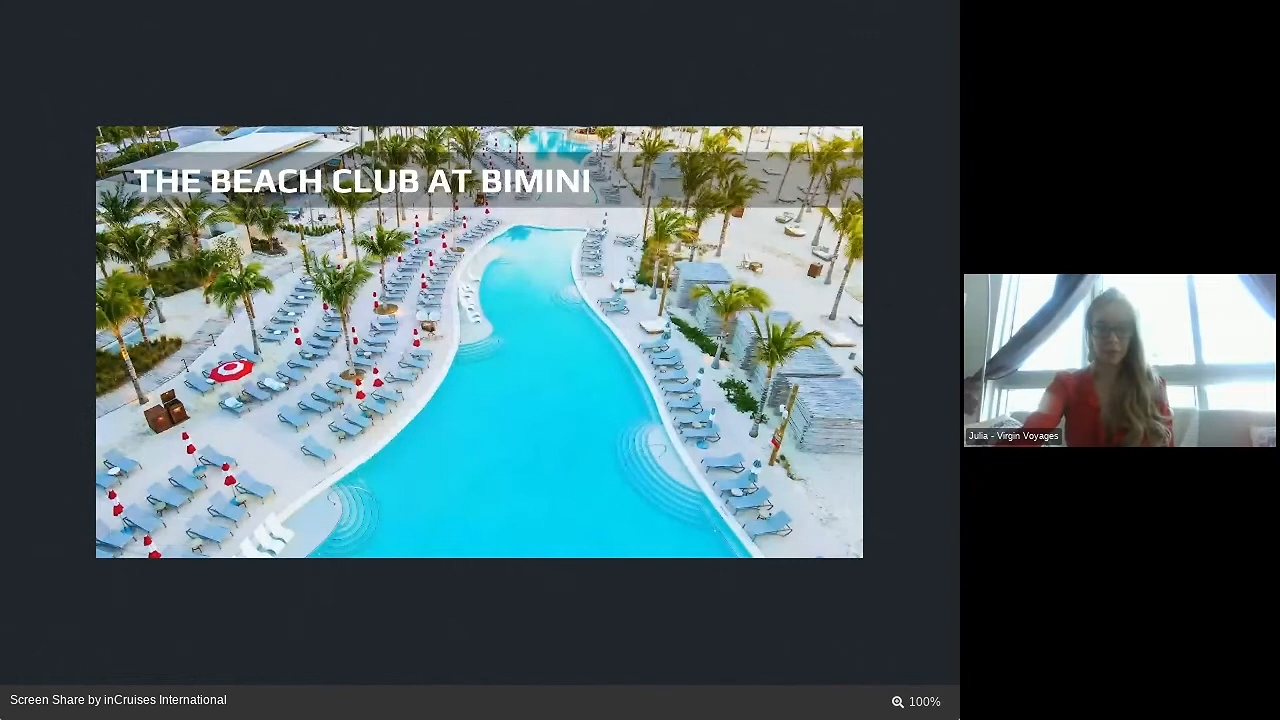 THE BEACH CLUB AT BIMINI
Julia - Virgin Voyages
Screen Share by inCruises International
100%